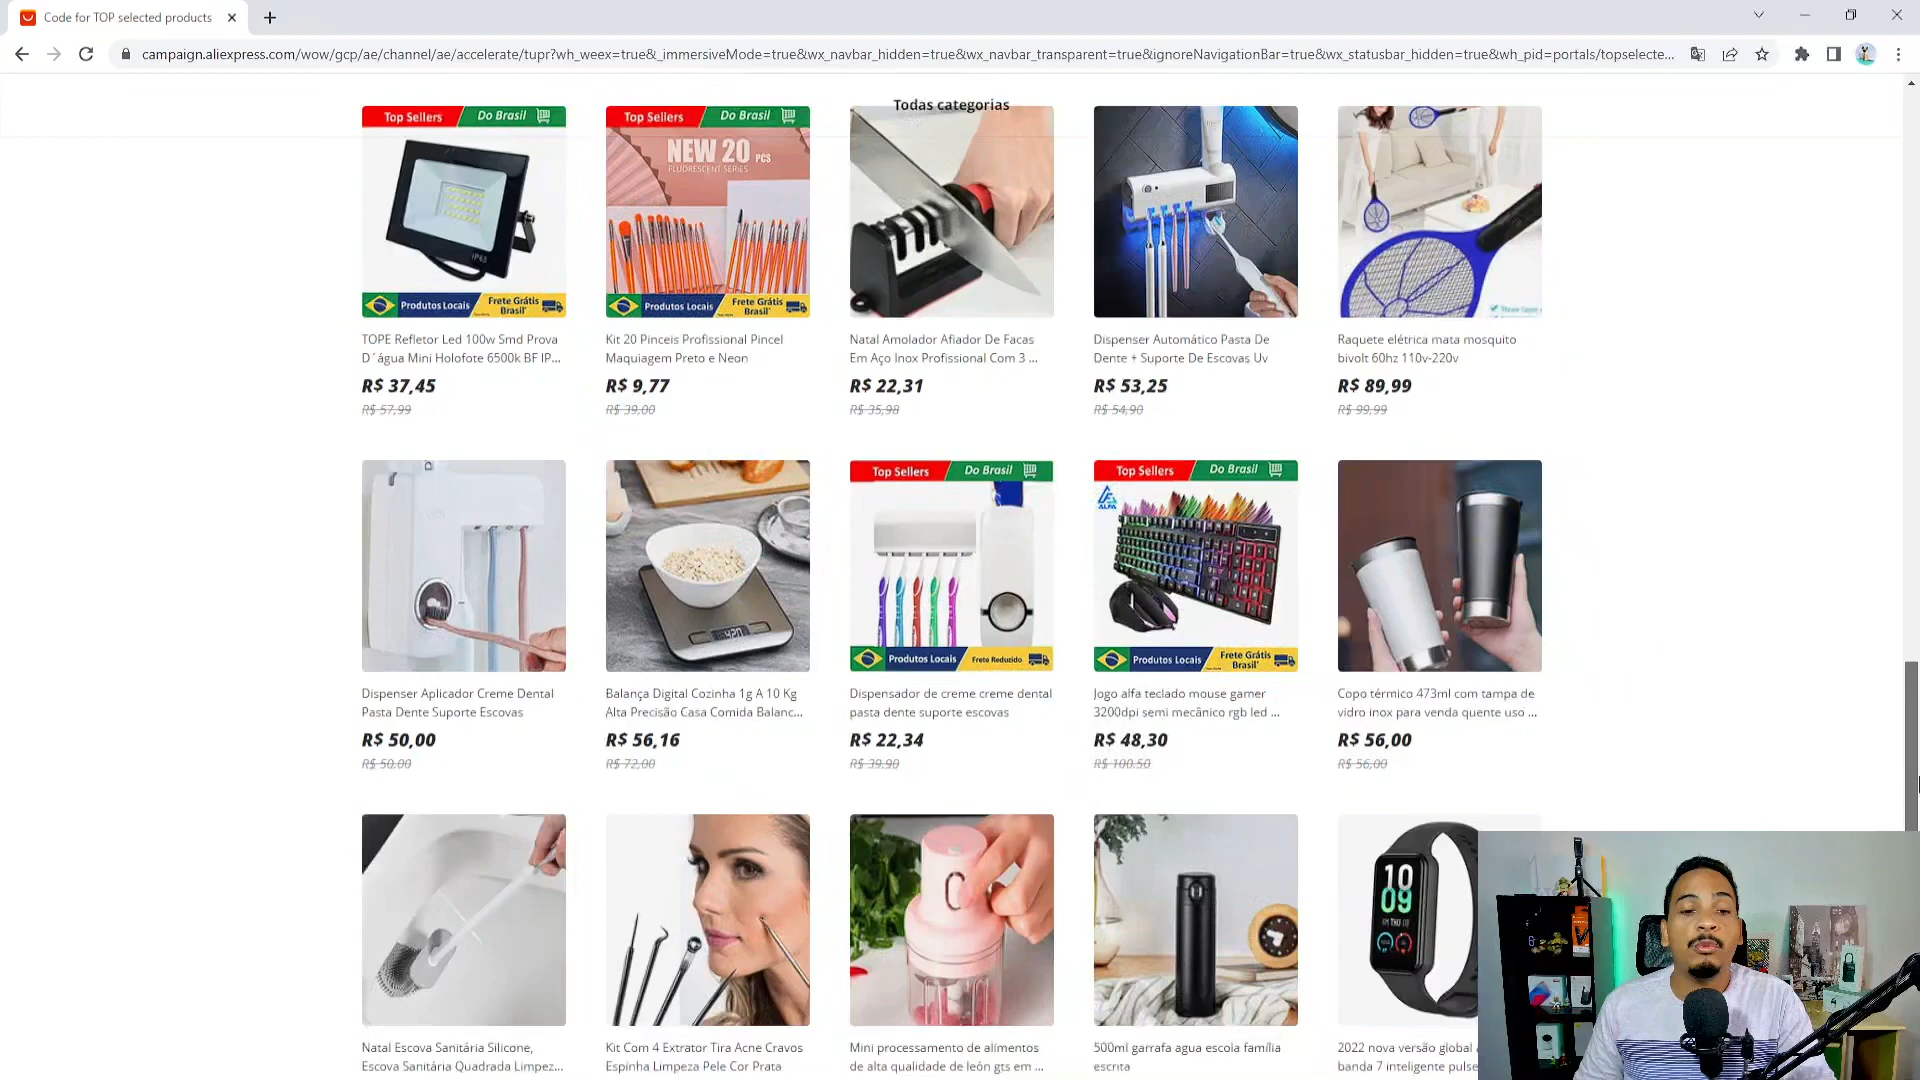 Code for TOP selected products
campaign.aliexpress.com/wow/gcp/ae/channel/ae/accelerate/tupr?wh_weex=true&_immersiveMode=true&wx_navbar_hidden=true&wx_navbar_transparent=true&ignoreNavigationBar=true&wx_statusbar_hidden=true&wh_pid=portals/topselecte...
Todas categorias
Top Sellers Do Brasil
Top Sellers Do Brasil
NEW 20 PCS
FLUORESCENT SERIES
IP65
Produtos Locais Frete Grátis Brasil*
Produtos Locais Frete Grátis Brasil*
TOPE Refletor Led 100w Smd Prova
D´água Mini Holofote 6500k BF IP...
R$ 37,45
R$ 57,99
Kit 20 Pinceis Profissional Pincel
Maquiagem Preto e Neon
R$ 9,77
R$ 39,00
Natal Amolador Afiador De Facas
Em Aço Inox Profissional Com 3 ...
R$ 22,31
R$ 35,98
Dispenser Automático Pasta De
Dente + Suporte De Escovas Uv
R$ 53,25
R$ 54,90
Raquete elétrica mata mosquito
bivolt 60hz 110v-220v
R$ 89,99
R$ 99,99
Top Sellers Do Brasil
Top Sellers Do Brasil
ALFA
420
Produtos Locais Frete Reduzido
Produtos Locais Frete Grátis Brasil*
Dispenser Aplicador Creme Dental
Pasta Dente Suporte Escovas
R$ 50,00
R$ 50,00
Balança Digital Cozinha 1g A 10 Kg
Alta Precisão Casa Comida Balanc...
R$ 56,16
R$ 72,00
Dispensador de creme creme dental
pasta dente suporte escovas
R$ 22,34
R$ 39,90
Jogo alfa teclado mouse gamer
3200dpi semi mecânico rgb led ...
R$ 48,30
R$ 100,50
Copo térmico 473ml com tampa de
vidro inox para venda quente uso ...
R$ 56,00
R$ 56,00
10
09
Natal Escova Sanitária Silicone,
Escova Sanitária Quadrada Limpez...
Kit Com 4 Extrator Tira Acne Cravos
Espinha Limpeza Pele Cor Prata
Mini processamento de alimentos
de alta qualidade de león gts em ...
500ml garrafa agua escola família
escrita
2022 nova versão global
banda 7 inteligente pulse